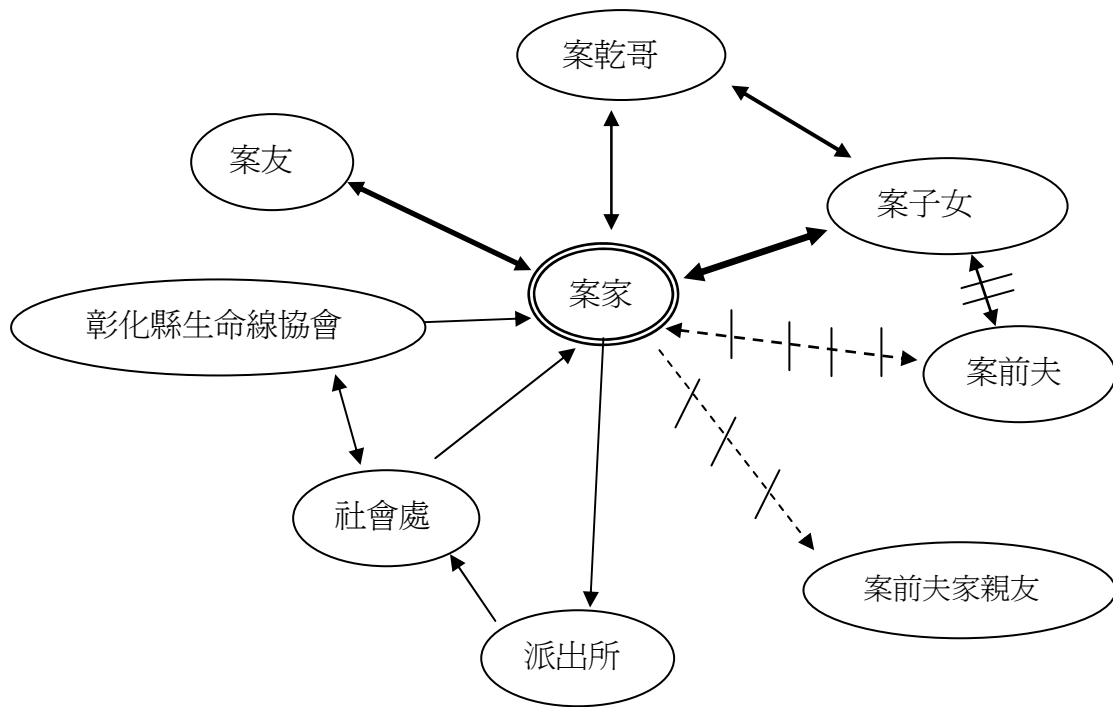 案乾哥
案友
案子女
案家
彰化縣生命線協會
案前夫
社會處
案前夫家親友
派出所